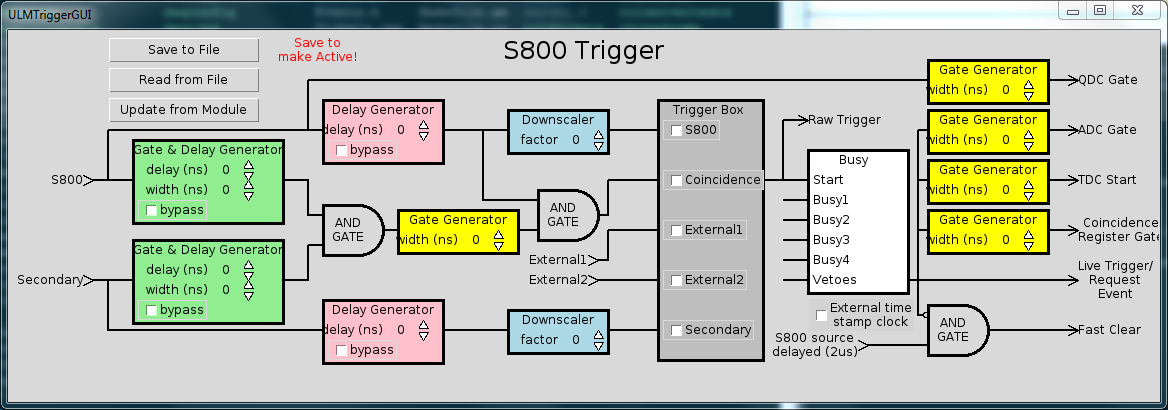 ULMTriggerGUI
Save to File
Read from File
Update from Module
Save to
make Active!
S800 Trigger
S800
Gate & Delay Generator
delay (ns) 0
width (ns) 0
bypass
Secondary
Gate & Delay Generator
delay (ns) 0
width (ns) 0
bypass
Delay Generator
delay (ns) 0
bypass
AND
GATE
Delay Generator
delay (ns) 0
bypass
Gate Generator
width (ns) 0
Downscaler
factor 0
AND
GATE
External1
External2
Downscaler
factor 0
Trigger Box
S800
Coincidence
External1
External2
Secondary
Raw Trigger
Busy
Start
Busy1
Busy2
Busy3
Busy4
Vetoes
External time
stamp clock
S800 source
delayed (2us)
Gate Generator
width (ns) 0
QDC Gate
Gate Generator
width (ns) 0
ADC Gate
Gate Generator
width (ns) 0
TDC Start
Gate Generator
width (ns) 0
Coincidence
Register Gate
Live Trigger/
Request
Event
AND
GATE
Fast Clear